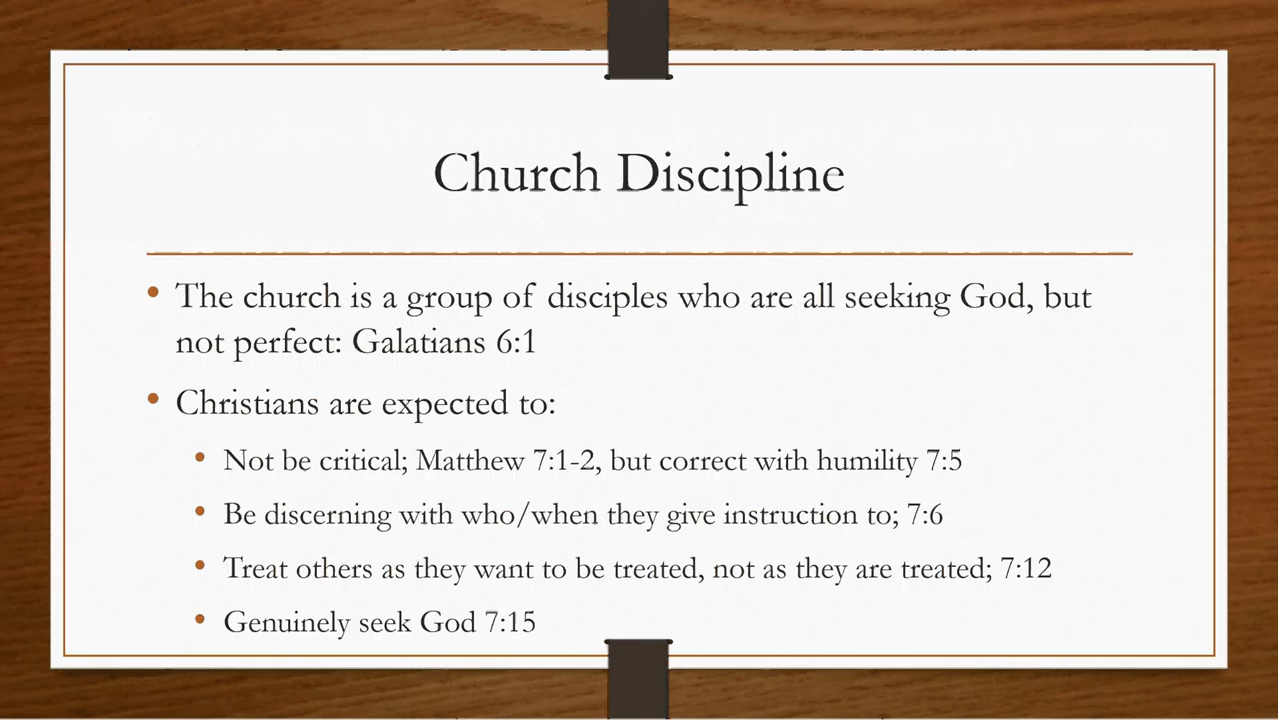 Church Discipline
• The church is a group of disciples who are all seeking God, but
not perfect: Galatians 6:1
• Christians are expected to:
• Not be critical; Matthew 7:1-2, but correct with humility 7:5
• Be discerning with who/when they give instruction to; 7:6
• Treat others as they want to be treated, not as they are treated; 7:12
• Genuinely seek God 7:15